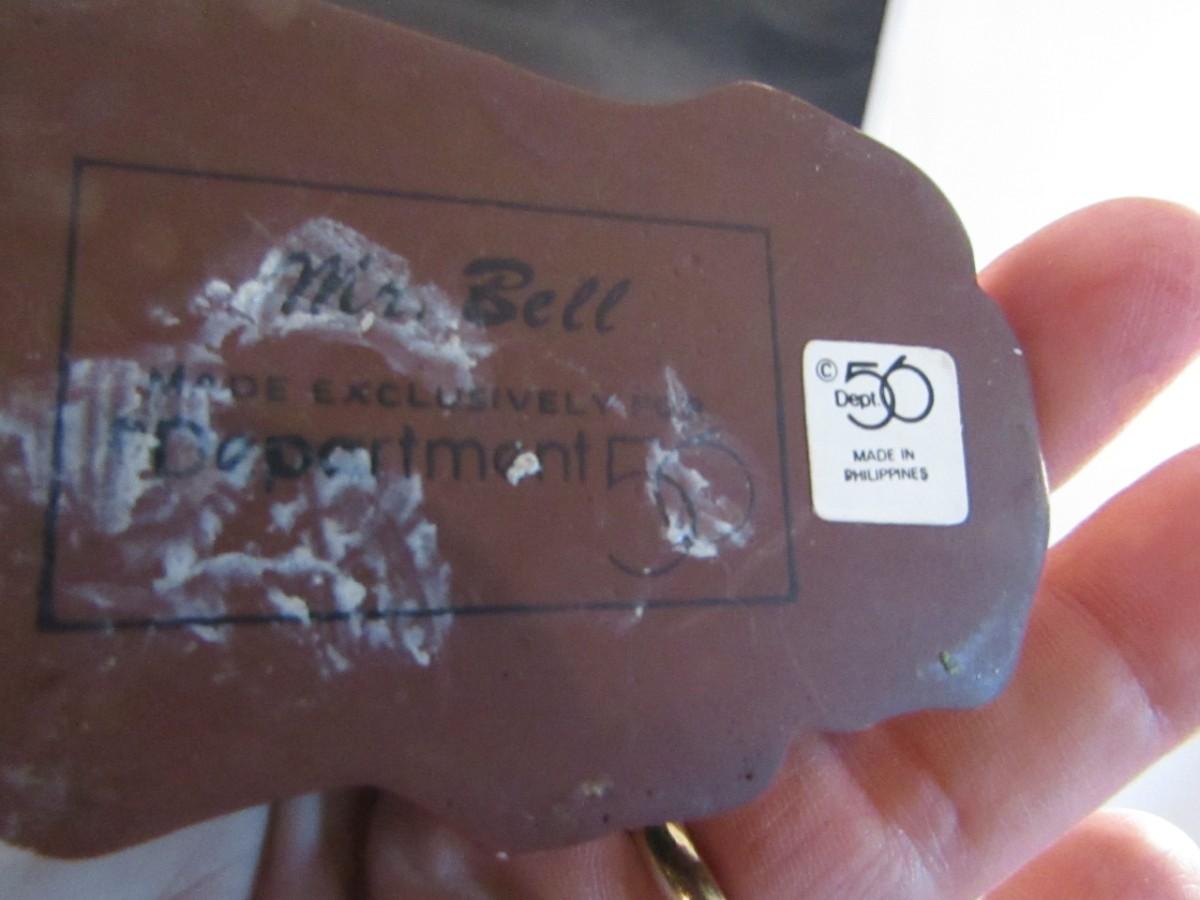 Mr. Bell
MADE EXCLUSIVELY FOR
Department 56
© Dept. 56
MADE IN
PHILIPPINES